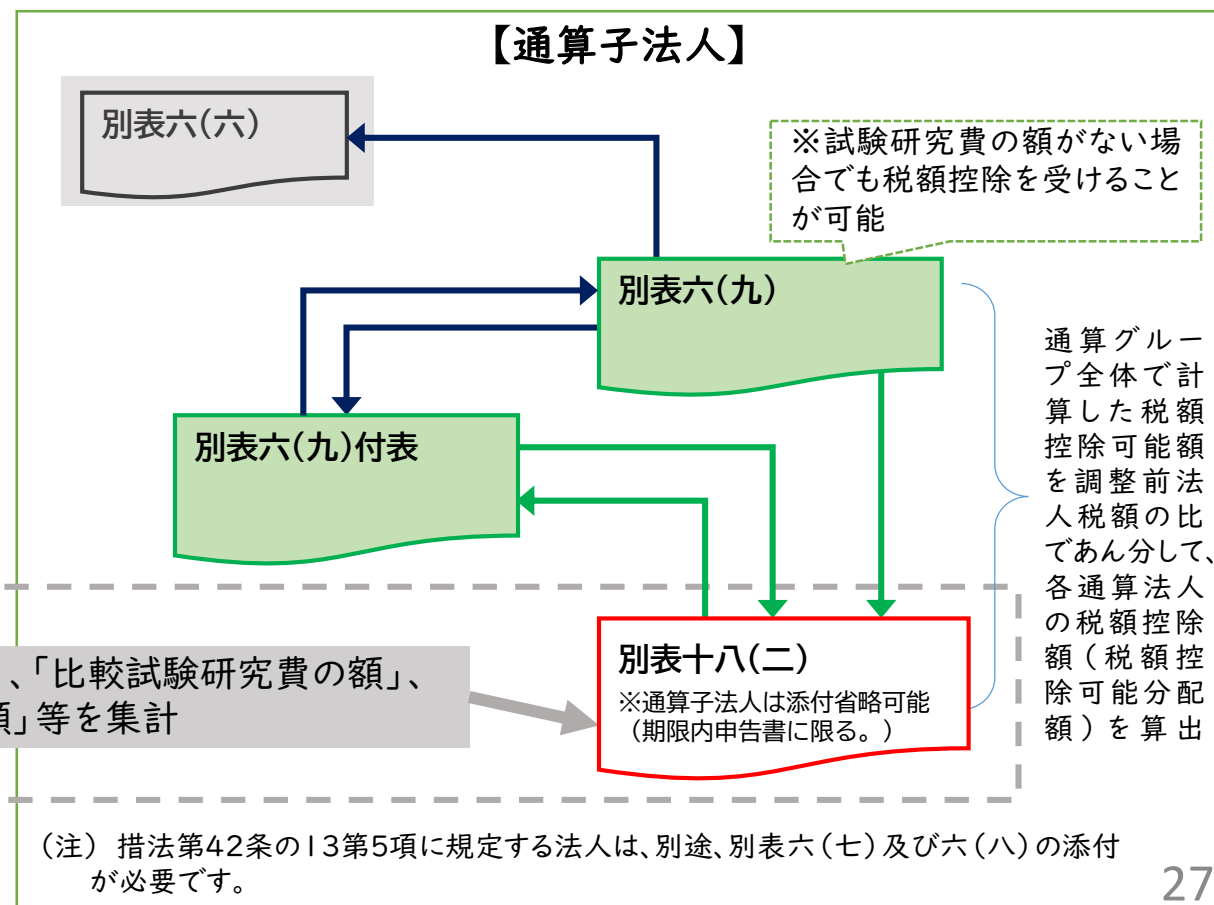 【通算子法人】
別表六(六)
※試験研究費の額がない場
合でも税額控除を受けること
が可能
別表六(九)
別表六(九)付表
通算グルー
プ全体で計
算した税額
控除可能額
を調整前法
人税額の比
であん分して、
各通算法人
の税額控除
額(税額控
除可能分配
額)を算出
、「比較試験研究費の額」、
額」等を集計
別表十八(二)
※通算子法人は添付省略可能
(期限内申告書に限る。)
(注) 措法第42条の13第5項に規定する法人は、別途、別表六(七)及び六(八)の添付
が必要です。
27